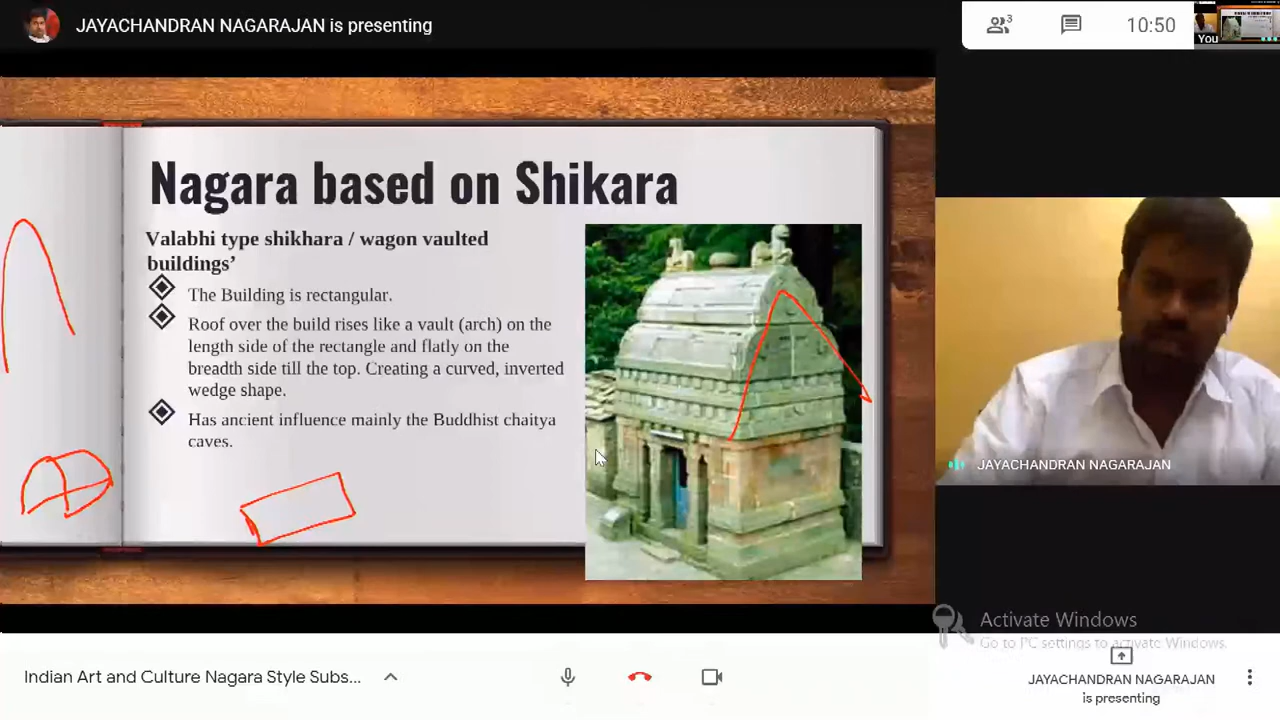 JAYACHANDRAN NAGARAJAN is presenting
3
10:50
You
Nagara based on Shikara
Valabhi type shikhara / wagon vaulted
buildings’
The Building is rectangular.
Roof over the build rises like a vault (arch) on the
length side of the rectangle and flatly on the
breadth side till the top. Creating a curved, inverted
wedge shape.
Has ancient influence mainly the Buddhist chaitya
caves.
JAYACHANDRAN NAGARAJAN
Activate Windows
Go to PC settings to activate Windows.
Indian Art and Culture Nagara Style Subs...
JAYACHANDRAN NAGARAJAN
is presenting